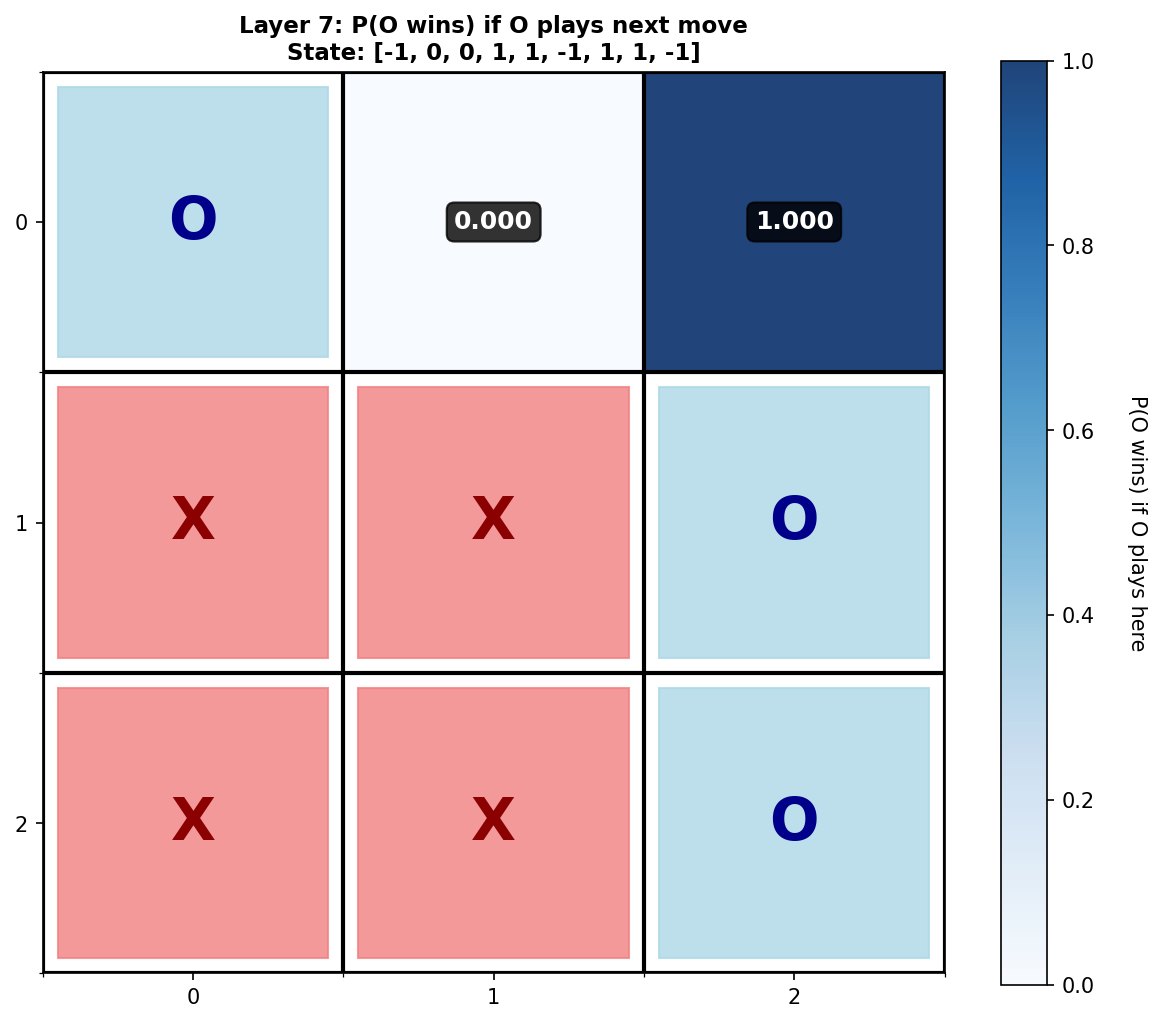 Layer 7: P(O wins) if O plays next move
State: [-1, 0, 0, 1, 1, -1, 1, 1, -1]
0
O
0.000
1.000
1
X
X
O
2
X
X
O
0
1
2
1.0
0.8
0.6
0.4
0.2
0.0
P(O wins) if O plays here